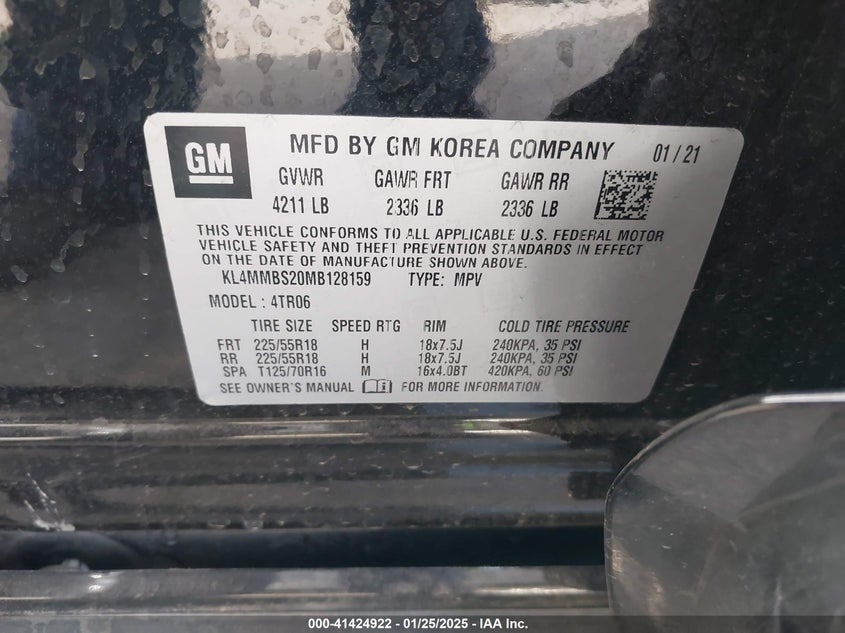 GM MFD BY GM KOREA COMPANY 01/21
GVWR GAWR FRT GAWR RR
4211 LB 2336 LB 2336 LB
THIS VEHICLE CONFORMS TO ALL APPLICABLE U.S. FEDERAL MOTOR
VEHICLE SAFETY AND THEFT PREVENTION STANDARDS IN EFFECT
ON THE DATE OF MANUFACTURE SHOWN ABOVE.
KL4MMBS20MB128159 TYPE: MPV
MODEL : 4TR06
TIRE SIZE SPEED RTG RIM COLD TIRE PRESSURE
FRT 225/55R18 H 18x7.5J 240KPA, 35 PSI
RR 225/55R18 H 18x7.5J 240KPA, 35 PSI
SPA T125/70R16 M 16x4.0BT 420KPA, 60 PSI
SEE OWNER'S MANUAL FOR MORE INFORMATION.
000-41424922 - 01/25/2025 - IAA Inc.